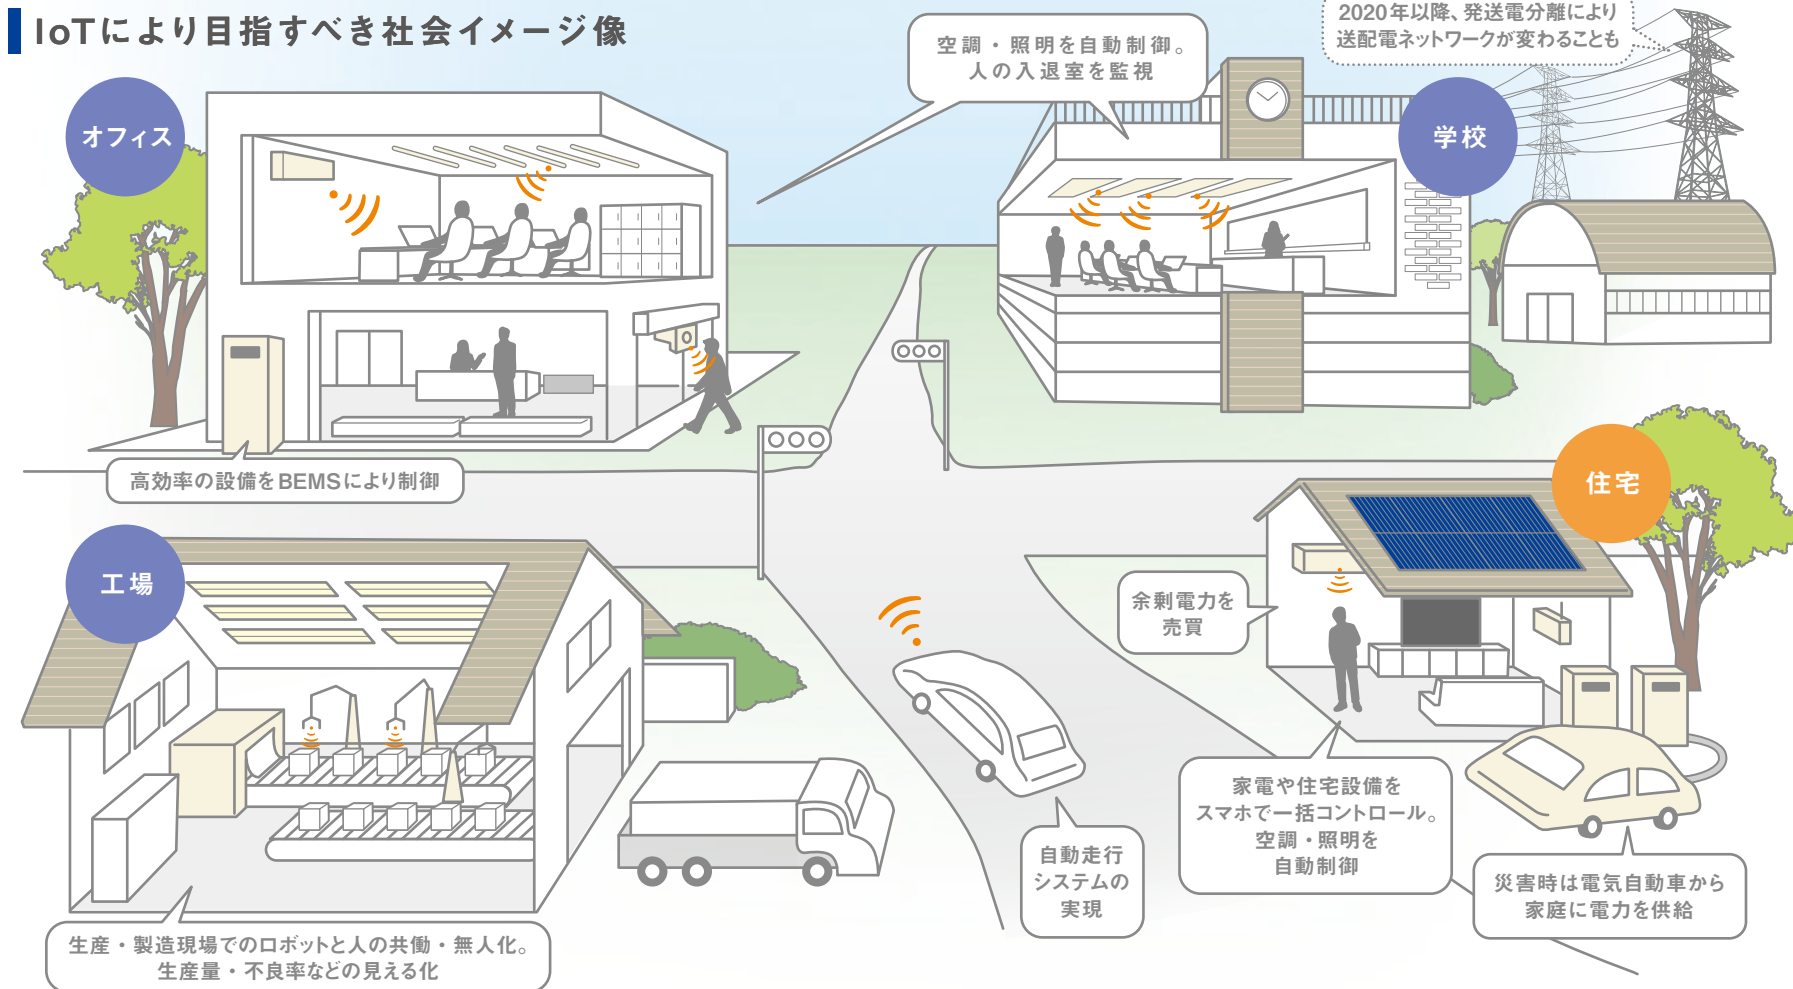 IoTにより目指すべき社会イメージ像
2020年以降、発送電分離により
送配電ネットワークが変わることも
空調・照明を自動制御。
人の入退室を監視
オフィス
学校
高効率の設備をBEMSにより制御
住宅
工場
余剰電力を
売買
家電や住宅設備を
スマホで一括コントロール。
空調・照明を
自動制御
自動走行
システムの
実現
災害時は電気自動車から
家庭に電力を供給
生産・製造現場でのロボットと人の共働・無人化。
生産量・不良率などの見える化